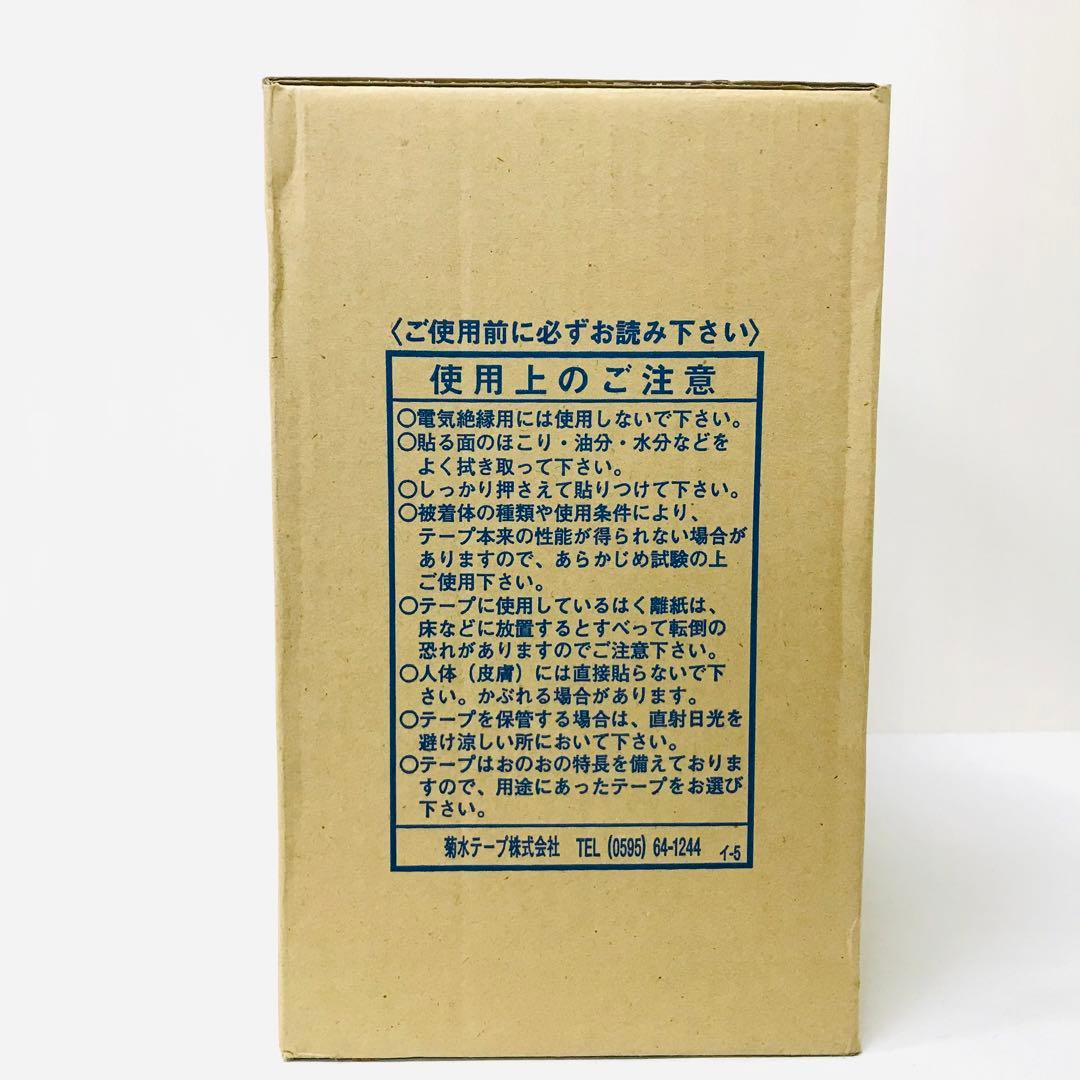 〈ご使用前に必ずお読み下さい〉
使用上のご注意
○電気絶縁用には使用しないで下さい。
○貼る面のほこり・油分・水分などを
よく拭き取って下さい。
○しっかり押さえて貼りつけて下さい。
○被着体の種類や使用条件により、
テープ本来の性能が得られない場合が
ありますので、あらかじめ試験の上
ご使用下さい。
○テープに使用しているはく離紙は、
床などに放置するとすべって転倒の
恐れがありますのでご注意下さい。
○人体（皮膚）には直接貼らないで下
さい。かぶれる場合があります。
○テープを保管する場合は、直射日光を
避け涼しい所において下さい。
○テープはおのおの特長を備えておりま
すので、用途にあったテープをお選び
下さい。
菊水テープ株式会社 TEL (0595) 64-1244 イ-5